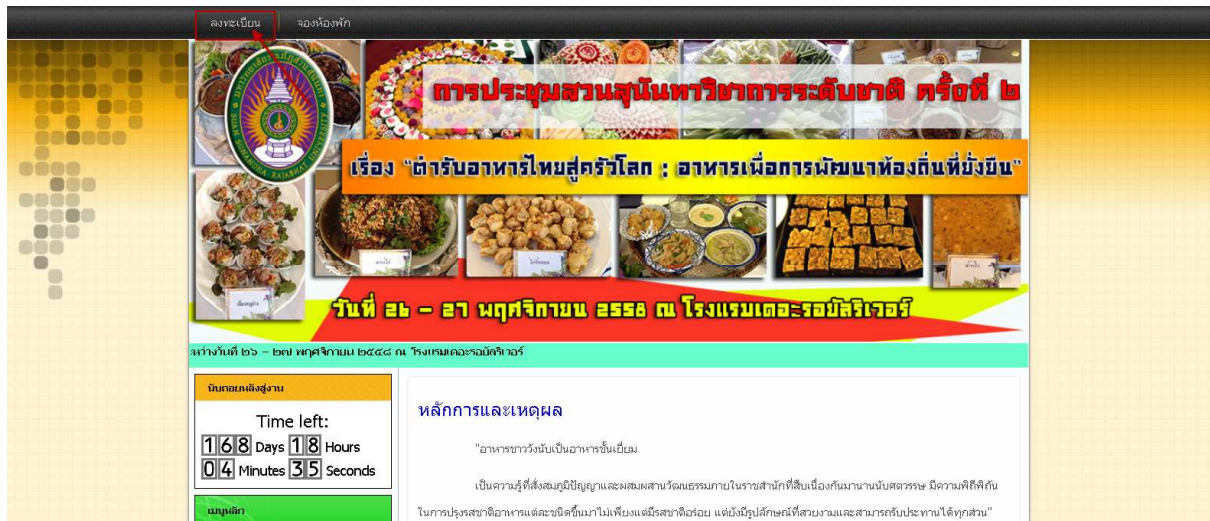 ลงทะเบียน จองห้องพัก
การประชุมสวนสุนันทาวิชาการระดับชาติ ครั้งที่ ๒
เรื่อง "ตำรับอาหารไทยสู่ครัวโลก : อาหารเพื่อการพัฒนาท้องถิ่นที่ยั่งยืน"
วันที่ ๒๖ – ๒๗ พฤศจิกายน ๒๕๕๘ ณ โรงแรมเดอะรอยัลริเวอร์
หว่างวันที่ ๒๖ – ๒๗ พฤศจิกายน ๒๕๕๘ ณ โรงแรมเดอะรอยัลริเวอร์
นับถอยหลังสู่งาน
Time left:
168 Days 18 Hours
04 Minutes 35 Seconds
เมนูหลัก
หลักการและเหตุผล
"อาหารชาววังนับเป็นอาหารชั้นเยี่ยม
เป็นความรู้ที่สั่งสมภูมิปัญญาและผสมผสานวัฒนธรรมภายในราชสำนักที่สืบเนื่องกันมานานนับศตวรรษ มีความพิถีพิถัน
ในการปรุงรสชาติอาหารแต่ละชนิดขึ้นมาไม่เพียงแต่มีรสชาติอร่อย แต่ยังมีรูปลักษณ์ที่สวยงามและสามารถรับประทานได้ทุกส่วน"